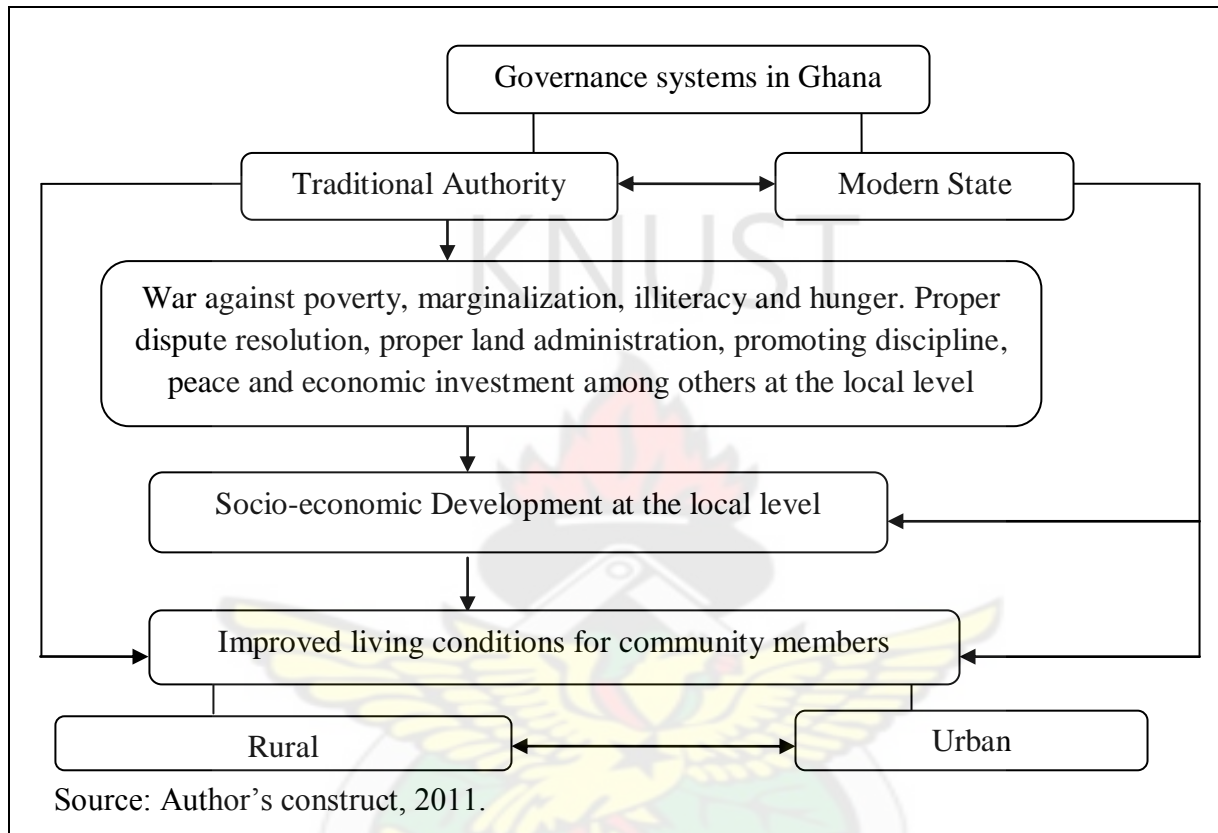 Governance systems in Ghana
Traditional Authority
Modern State
KNUST
War against poverty, marginalization, illiteracy and hunger. Proper
dispute resolution, proper land administration, promoting discipline,
peace and economic investment among others at the local level
Socio-economic Development at the local level
Improved living conditions for community members
Rural
Urban
Source: Author’s construct, 2011.